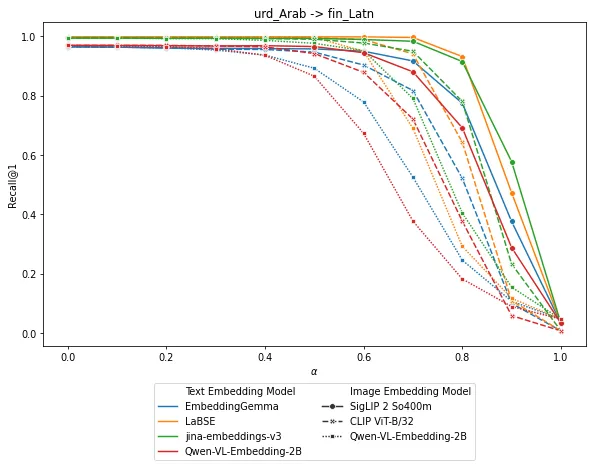 urd_Arab -> fin_Latn
Recall@1
1.0
0.8
0.6
0.4
0.2
0.0
0.0 0.2 0.4 0.6 0.8 1.0
α
Text Embedding Model
EmbeddingGemma
LaBSE
jina-embeddings-v3
Qwen-VL-Embedding-2B
Image Embedding Model
SigLIP 2 So400m
CLIP ViT-B/32
Qwen-VL-Embedding-2B